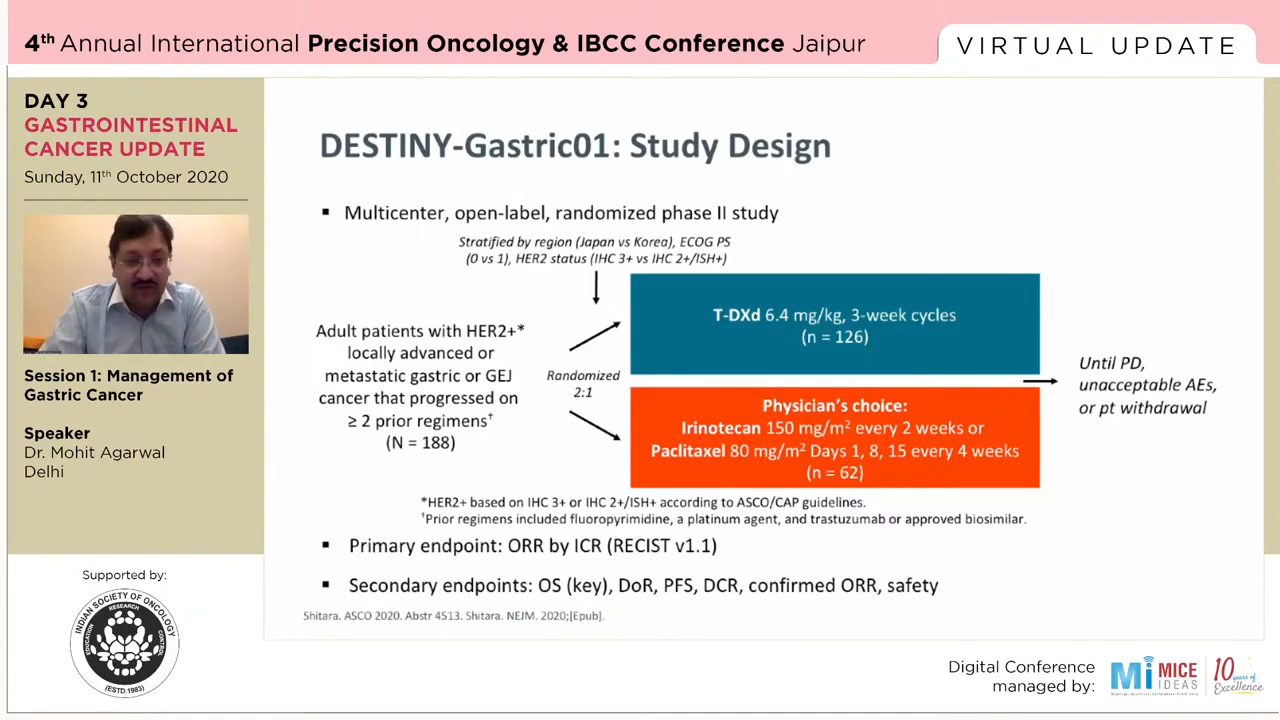 4th Annual International Precision Oncology & IBCC Conference Jaipur
VIRTUAL UPDATE
DAY 3
GASTROINTESTINAL
CANCER UPDATE
Sunday, 11th October 2020
Session 1: Management of
Gastric Cancer
Speaker
Dr. Mohit Agarwal
Delhi
Supported by:
INDIAN SOCIETY OF ONCOLOGY
EDUCATION
RESEARCH
CONTROL
(ESTD.1983)
DESTINY-Gastric01: Study Design
▪ Multicenter, open-label, randomized phase II study
Stratified by region (Japan vs Korea), ECOG PS
(0 vs 1), HER2 status (IHC 3+ vs IHC 2+/ISH+)
Adult patients with HER2+*
locally advanced or
metastatic gastric or GEJ
cancer that progressed on
≥ 2 prior regimens†
(N = 188)
Randomized
2:1
T-DXd 6.4 mg/kg, 3-week cycles
(n = 126)
Physician's choice:
Irinotecan 150 mg/m² every 2 weeks or
Paclitaxel 80 mg/m² Days 1, 8, 15 every 4 weeks
(n = 62)
Until PD,
unacceptable AEs,
or pt withdrawal
*HER2+ based on IHC 3+ or IHC 2+/ISH+ according to ASCO/CAP guidelines.
†Prior regimens included fluoropyrimidine, a platinum agent, and trastuzumab or approved biosimilar.
▪ Primary endpoint: ORR by ICR (RECIST v1.1)
▪ Secondary endpoints: OS (key), DoR, PFS, DCR, confirmed ORR, safety
Shitara. ASCO 2020. Abstr 4513. Shitara. NEJM. 2020;[Epub].
Digital Conference
managed by:
Mi MICE
IDEAS
10 years of
Excellence